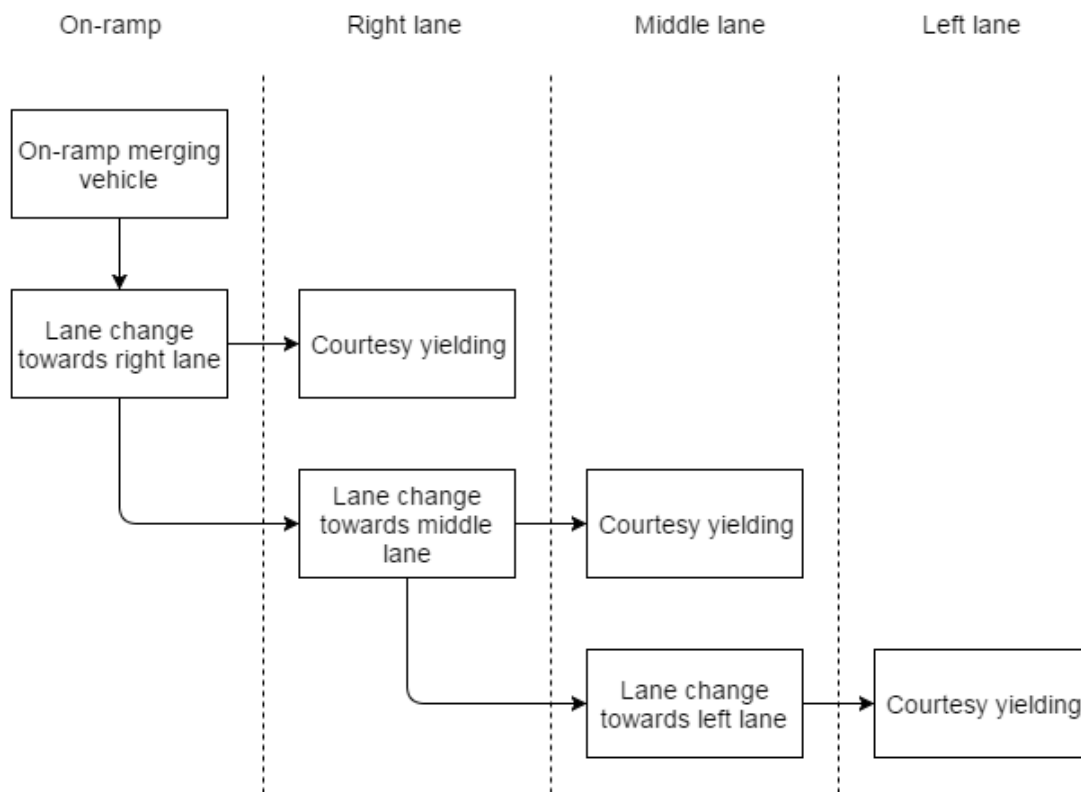 On-ramp
Right lane
Middle lane
Left lane
On-ramp merging
vehicle
Lane change
towards right lane
Courtesy yielding
Lane change
towards middle
lane
Courtesy yielding
Lane change
towards left lane
Courtesy yielding